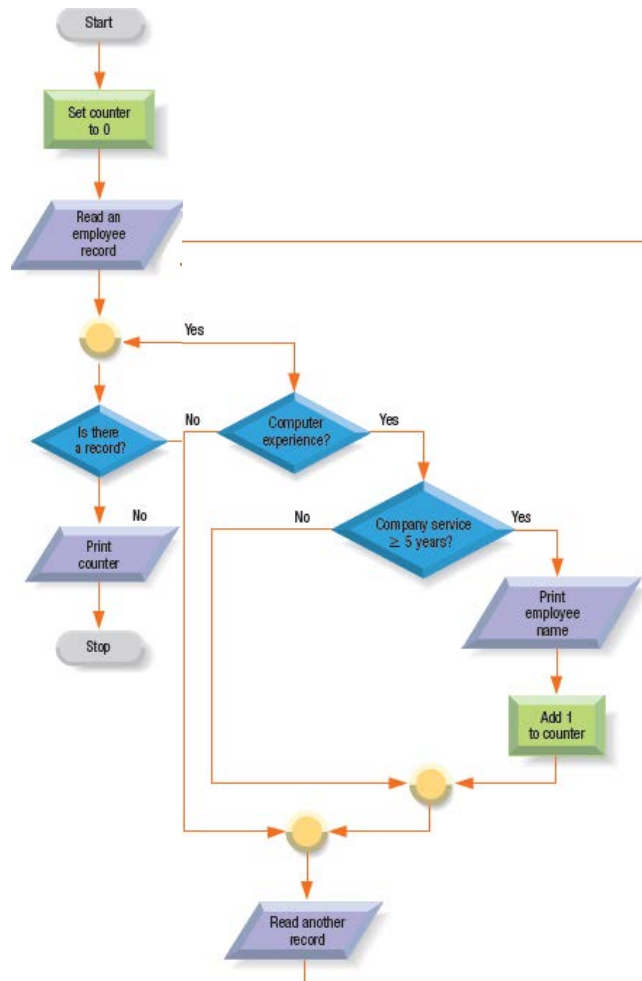 Start
Set counter
to 0
Read an
employee
record
Yes
Is there
a record?
No
Computer
experience?
Yes
No
Print
counter
No
Company service
≥ 5 years?
Yes
Print
employee
name
Stop
Add 1
to counter
Read another
record